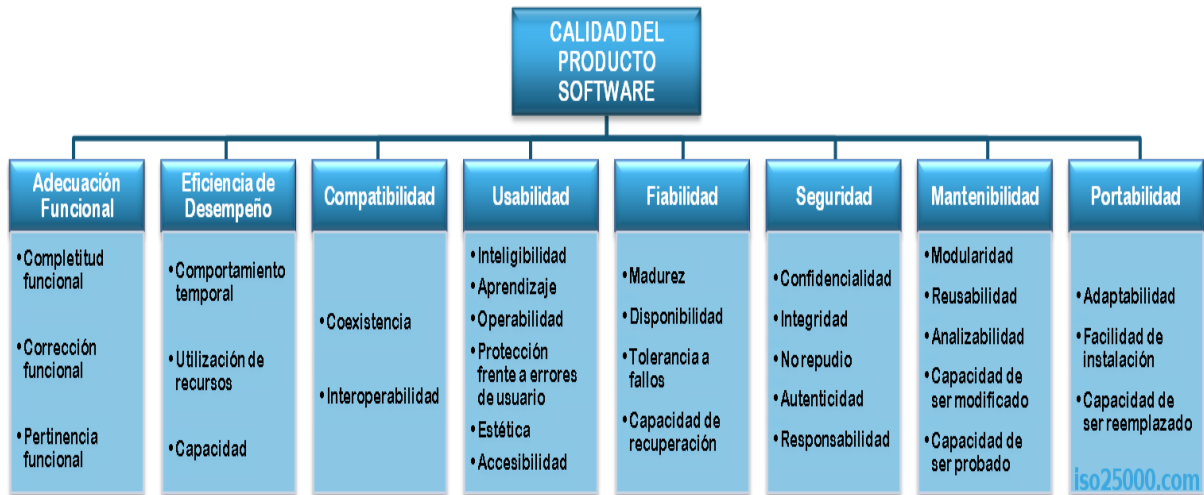 CALIDAD DEL
PRODUCTO
SOFTWARE
Adecuación
Funcional
•Completitud
funcional
•Corrección
funcional
•Pertinencia
funcional
Eficiencia de
Desempeño
•Comportamiento
temporal
•Utilización de
recursos
•Capacidad
Compatibilidad
•Coexistencia
•Interoperabilidad
Usabilidad
•Inteligibilidad
•Aprendizaje
•Operabilidad
•Protección
frente a errores
de usuario
•Estética
•Accesibilidad
Fiabilidad
•Madurez
•Disponibilidad
•Tolerancia a
fallos
•Capacidad de
recuperación
Seguridad
•Confidencialidad
•Integridad
•No repudio
•Autenticidad
•Responsabilidad
Mantenibilidad
•Modularidad
•Reusabilidad
•Analizabilidad
•Capacidad de
ser modificado
•Capacidad de
ser probado
Portabilidad
•Adaptabilidad
•Facilidad de
instalación
•Capacidad de
ser reemplazado
iso25000.com